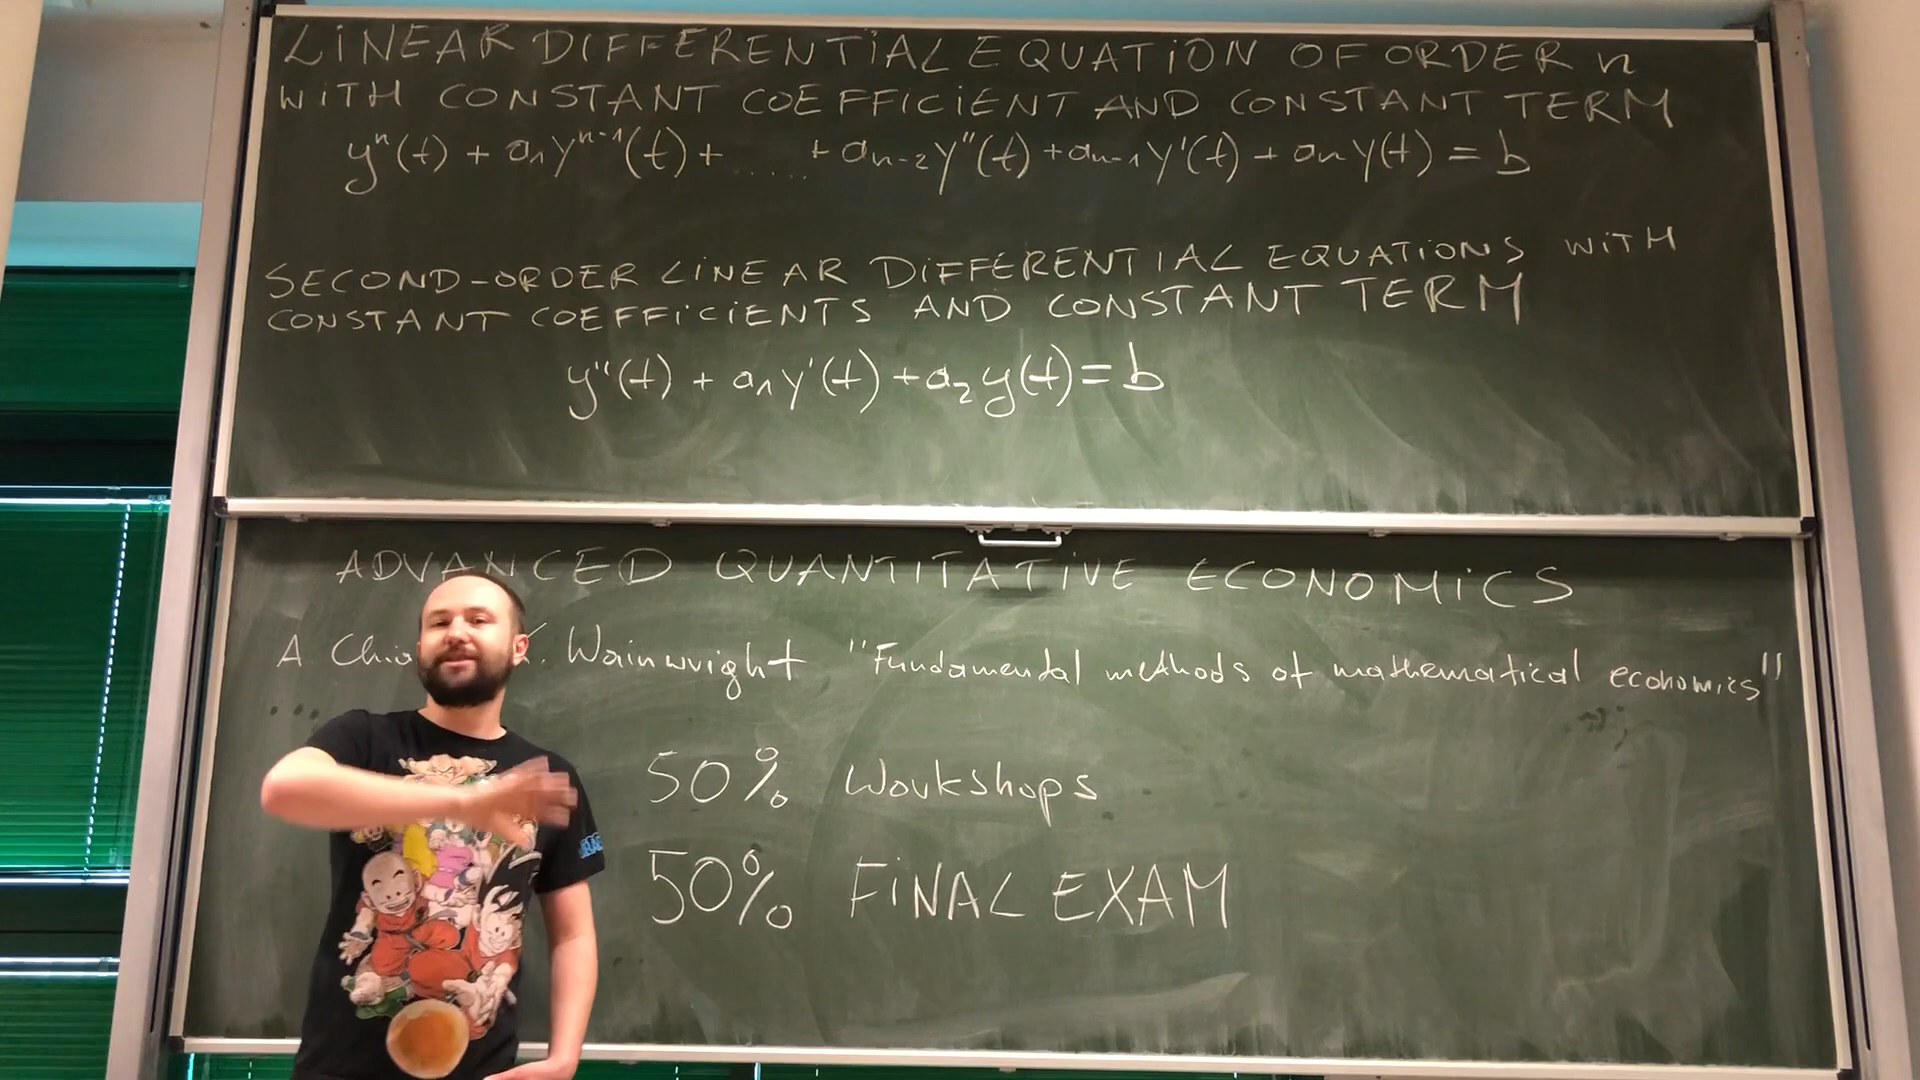 LINEAR DIFFERENTIAL EQUATION OF ORDER n
WITH CONSTANT COEFFICIENT AND CONSTANT TERM
yⁿ(t) + a₁yⁿ⁻¹(t) + ...... + aₙ₋₂y''(t) + aₙ₋₁y'(t) + aₙy(t) = b
SECOND-ORDER LINEAR DIFFERENTIAL EQUATIONS WITH
CONSTANT COEFFICIENTS AND CONSTANT TERM
y''(t) + a₁y'(t) + a₂y(t) = b
ADVANCED QUANTITATIVE ECONOMICS
A. Wainwright "Fundamental methods of mathematical economics"
50% Workshops
50% FINAL EXAM